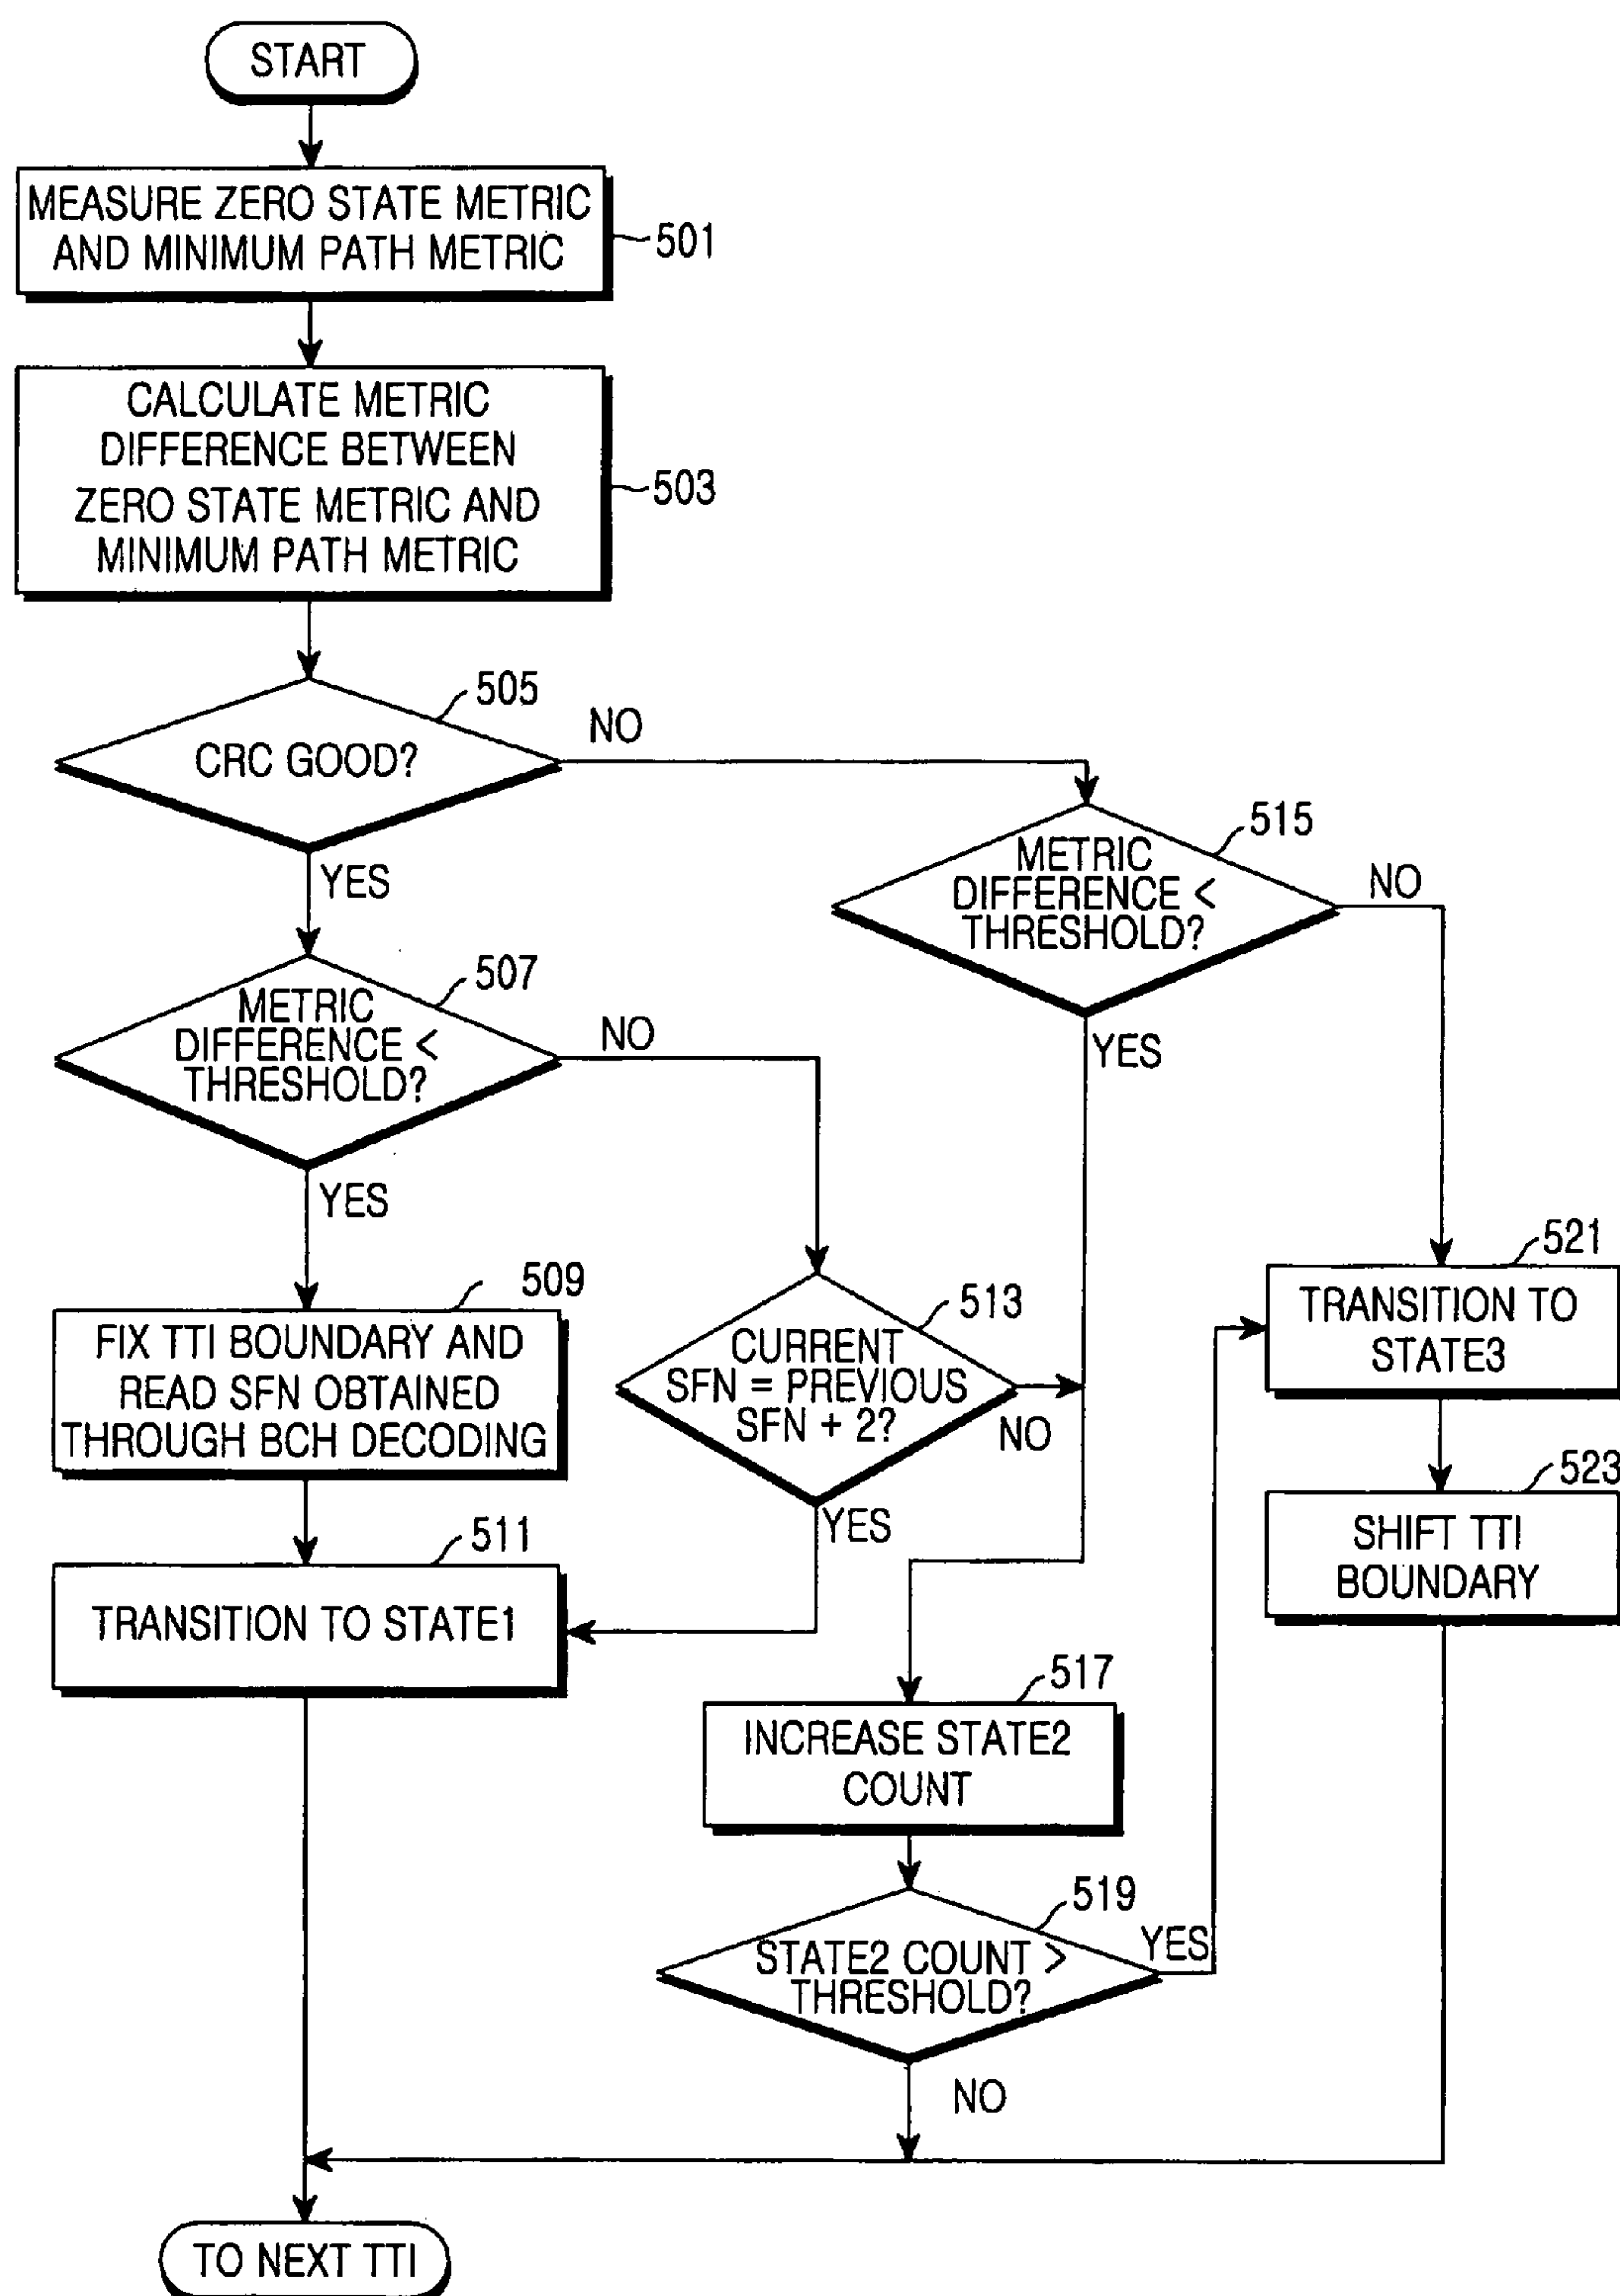 START
MEASURE ZERO STATE METRIC
AND MINIMUM PATH METRIC
501
CALCULATE METRIC
DIFFERENCE BETWEEN
ZERO STATE METRIC AND
MINIMUM PATH METRIC
503
505
CRC GOOD?
NO
YES
515
METRIC
DIFFERENCE <
THRESHOLD?
NO
YES
507
METRIC
DIFFERENCE <
THRESHOLD?
NO
YES
509
FIX TTI BOUNDARY AND
READ SFN OBTAINED
THROUGH BCH DECODING
513
CURRENT
SFN = PREVIOUS
SFN + 2?
NO
YES
521
TRANSITION TO
STATE3
523
SHIFT TTI
BOUNDARY
511
TRANSITION TO STATE1
517
INCREASE STATE2
COUNT
519
STATE2 COUNT >
THRESHOLD?
YES
NO
TO NEXT TTI